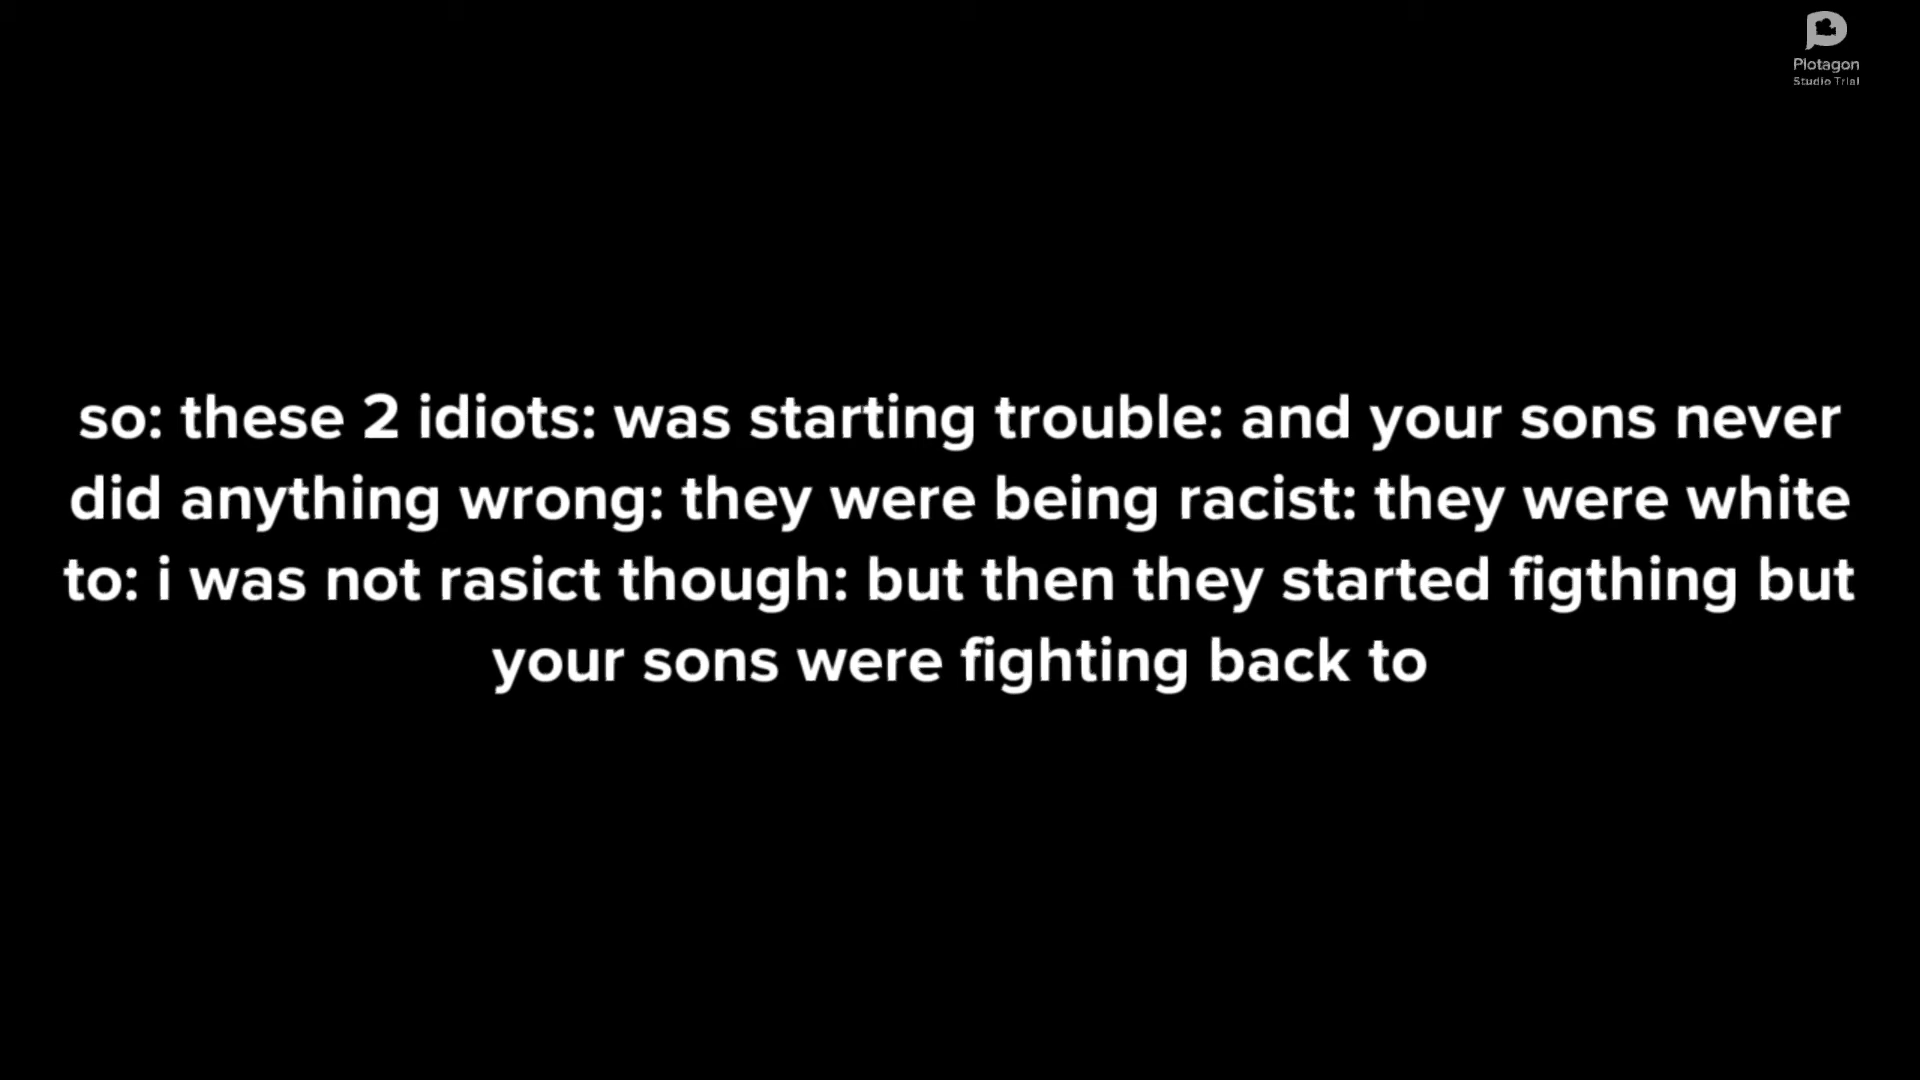 Plotagon
Studio Trial
so: these 2 idiots: was starting trouble: and your sons never
did anything wrong: they were being racist: they were white
to: i was not rasict though: but then they started figthing but
your sons were fighting back to